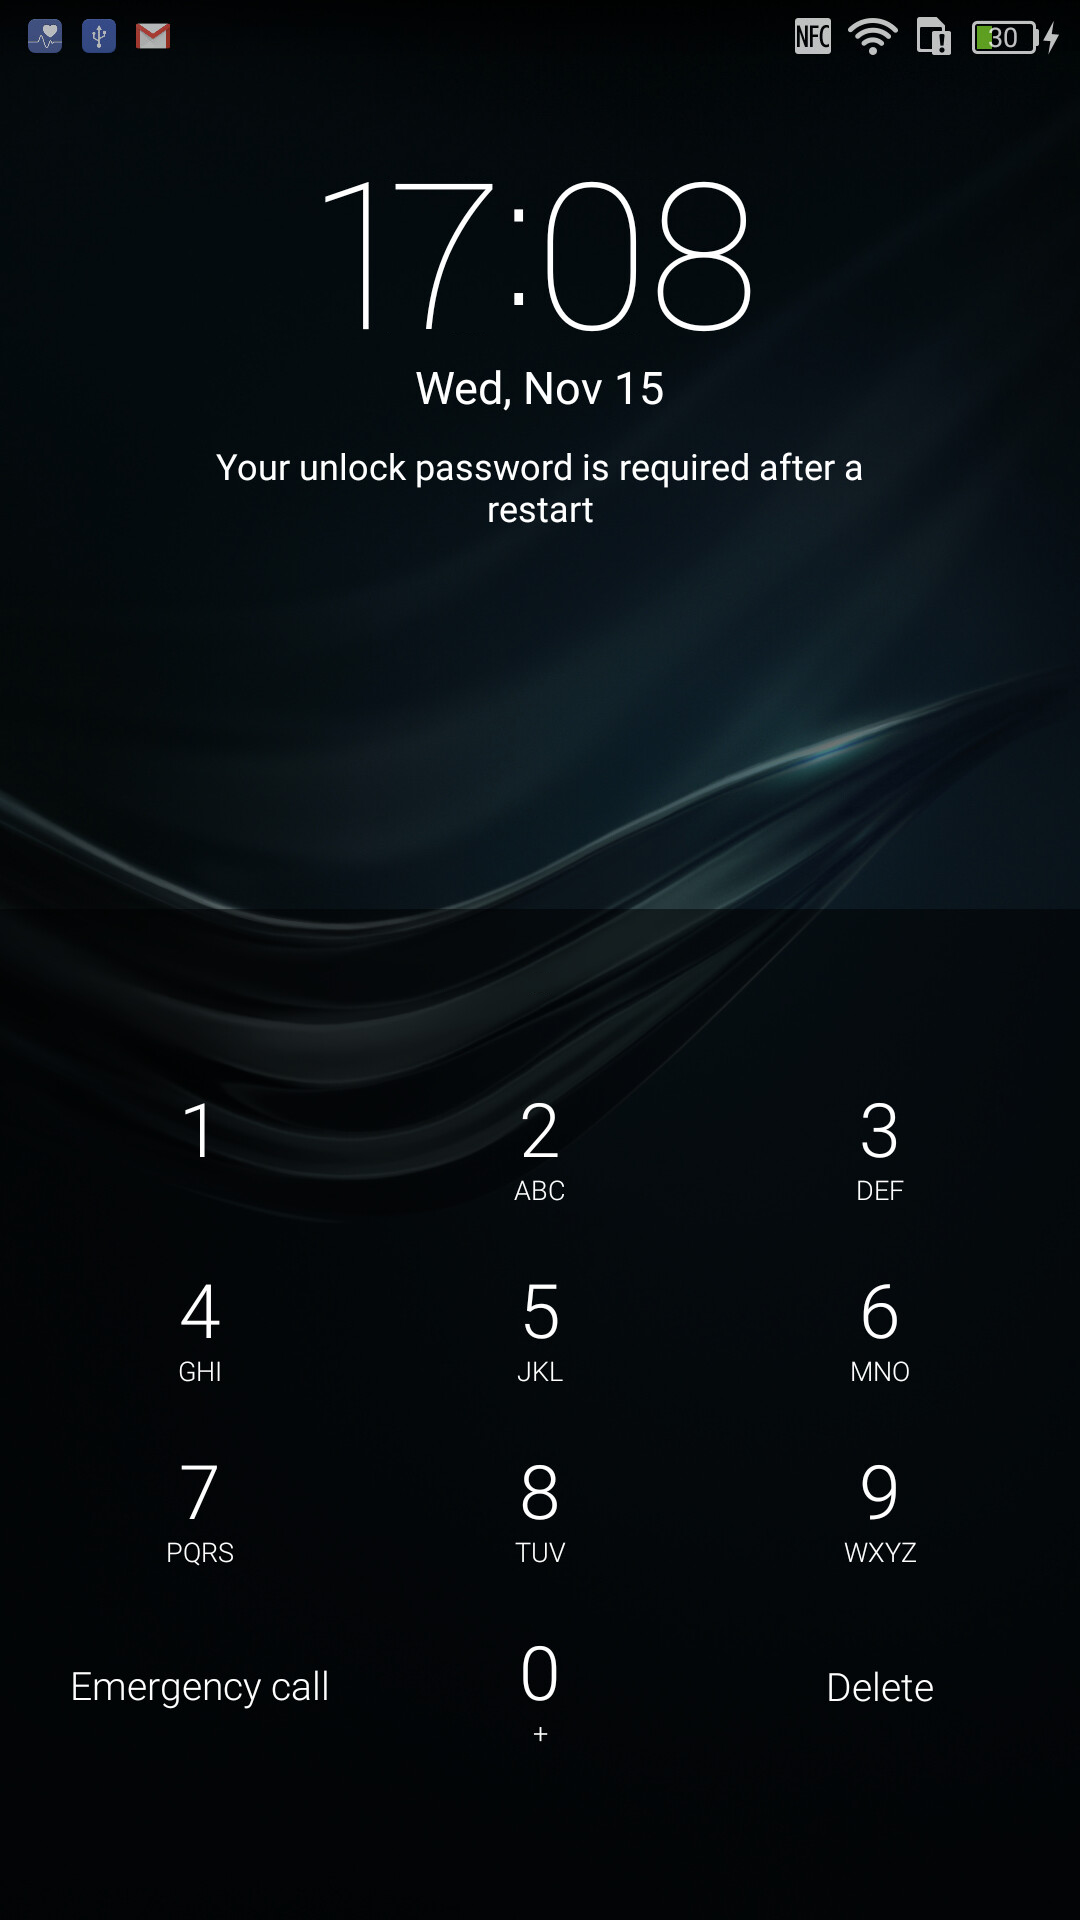 NFC 30
17:08
Wed, Nov 15
Your unlock password is required after a
restart
1 2 3
ABC DEF
4 5 6
GHI JKL MNO
7 8 9
PQRS TUV WXYZ
Emergency call 0 Delete
+